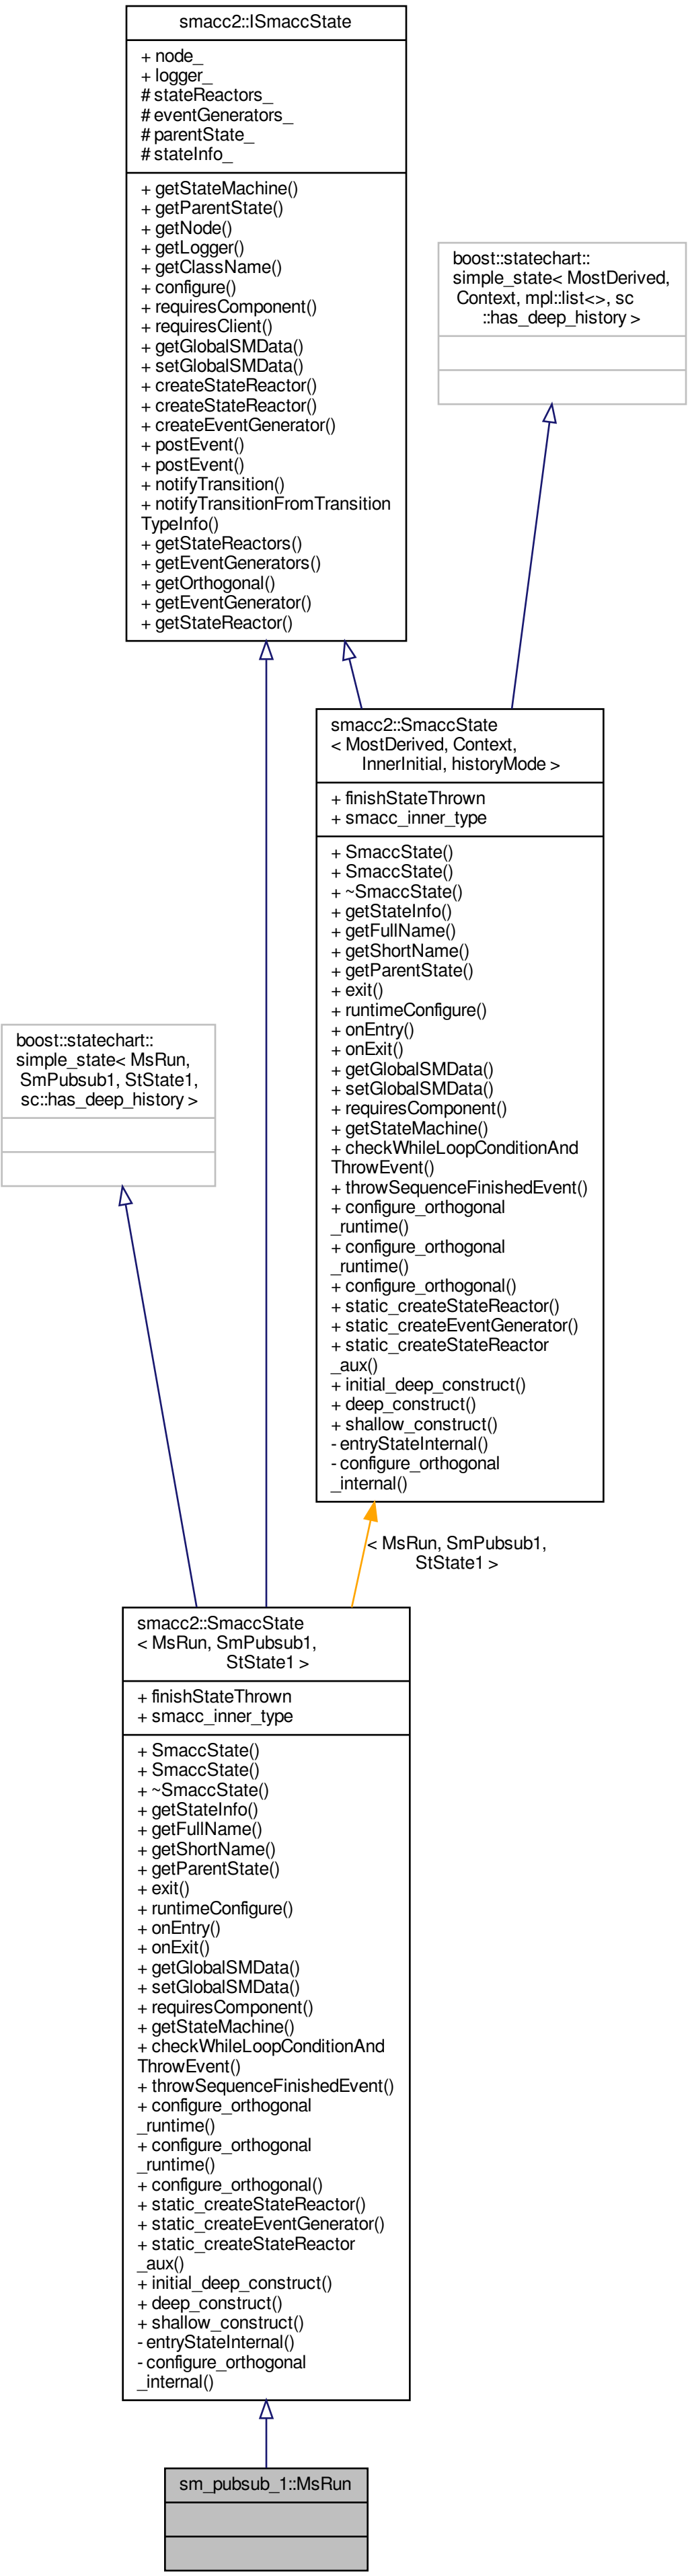 smacc2::ISmaccState
+ node_
+ logger_
# stateReactors_
# eventGenerators_
# parentState_
# stateInfo_
+ getStateMachine()
+ getParentState()
+ getNode()
+ getLogger()
+ getClassName()
+ configure()
+ requiresComponent()
+ requiresClient()
+ getGlobalSMData()
+ setGlobalSMData()
+ createStateReactor()
+ createStateReactor()
+ createEventGenerator()
+ postEvent()
+ postEvent()
+ notifyTransition()
+ notifyTransitionFromTransition
TypeInfo()
+ getStateReactors()
+ getEventGenerators()
+ getOrthogonal()
+ getEventGenerator()
+ getStateReactor()
boost::statechart::
simple_state< MostDerived,
Context, mpl::list<>, sc
::has_deep_history >
smacc2::SmaccState
< MostDerived, Context,
InnerInitial, historyMode >
+ finishStateThrown
+ smacc_inner_type
+ SmaccState()
+ SmaccState()
+ ~SmaccState()
+ getStateInfo()
+ getFullName()
+ getShortName()
+ getParentState()
+ exit()
+ runtimeConfigure()
+ onEntry()
+ onExit()
+ getGlobalSMData()
+ setGlobalSMData()
+ requiresComponent()
+ getStateMachine()
+ checkWhileLoopConditionAnd
ThrowEvent()
+ throwSequenceFinishedEvent()
+ configure_orthogonal
_runtime()
+ configure_orthogonal
_runtime()
+ configure_orthogonal()
+ static_createStateReactor()
+ static_createEventGenerator()
+ static_createStateReactor
_aux()
+ initial_deep_construct()
+ deep_construct()
+ shallow_construct()
- entryStateInternal()
- configure_orthogonal
_internal()
boost::statechart::
simple_state< MsRun,
SmPubsub1, StState1,
sc::has_deep_history >
< MsRun, SmPubsub1,
StState1 >
smacc2::SmaccState
< MsRun, SmPubsub1,
StState1 >
+ finishStateThrown
+ smacc_inner_type
+ SmaccState()
+ SmaccState()
+ ~SmaccState()
+ getStateInfo()
+ getFullName()
+ getShortName()
+ getParentState()
+ exit()
+ runtimeConfigure()
+ onEntry()
+ onExit()
+ getGlobalSMData()
+ setGlobalSMData()
+ requiresComponent()
+ getStateMachine()
+ checkWhileLoopConditionAnd
ThrowEvent()
+ throwSequenceFinishedEvent()
+ configure_orthogonal
_runtime()
+ configure_orthogonal
_runtime()
+ configure_orthogonal()
+ static_createStateReactor()
+ static_createEventGenerator()
+ static_createStateReactor
_aux()
+ initial_deep_construct()
+ deep_construct()
+ shallow_construct()
- entryStateInternal()
- configure_orthogonal
_internal()
sm_pubsub_1::MsRun